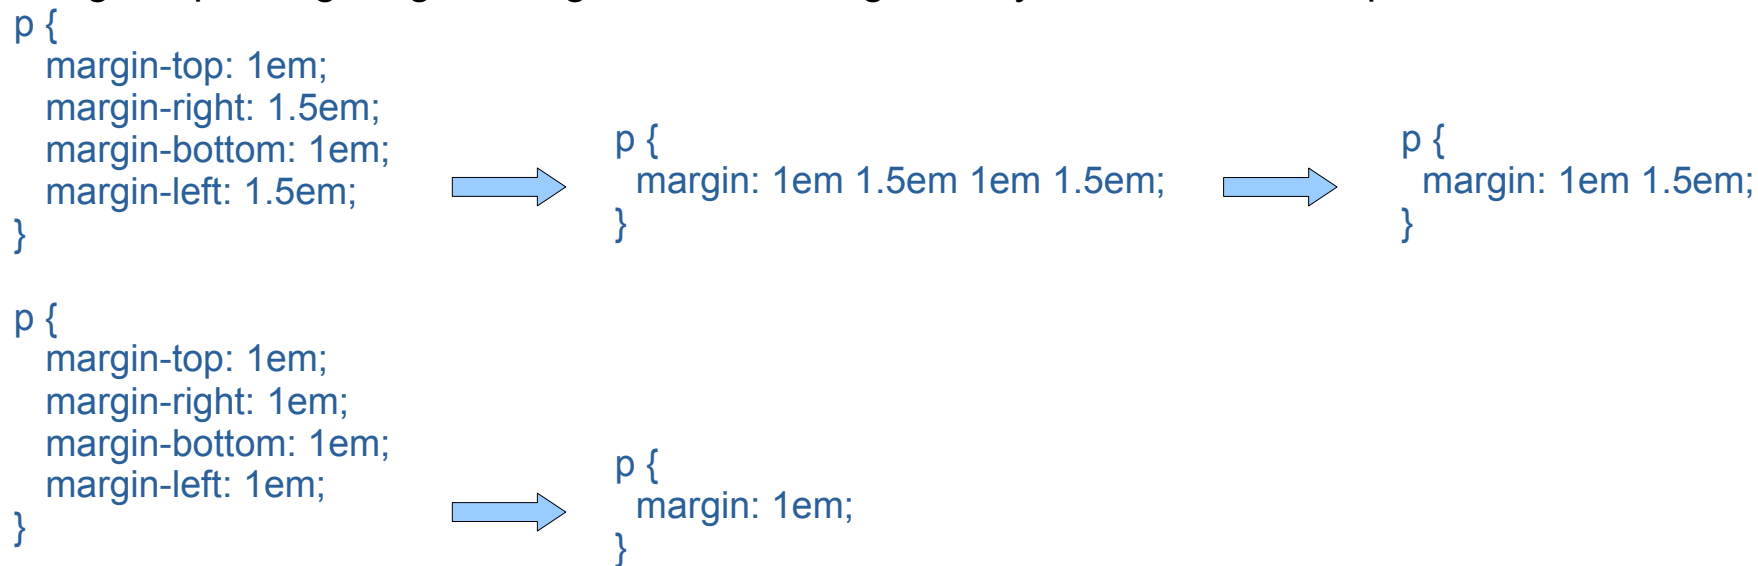 p {
margin-top: 1em;
margin-right: 1.5em;
margin-bottom: 1em;
margin-left: 1.5em;
}
p {
margin: 1em 1.5em 1em 1.5em;
}
p {
margin: 1em 1.5em;
}
p {
margin-top: 1em;
margin-right: 1em;
margin-bottom: 1em;
margin-left: 1em;
}
p {
margin: 1em;
}